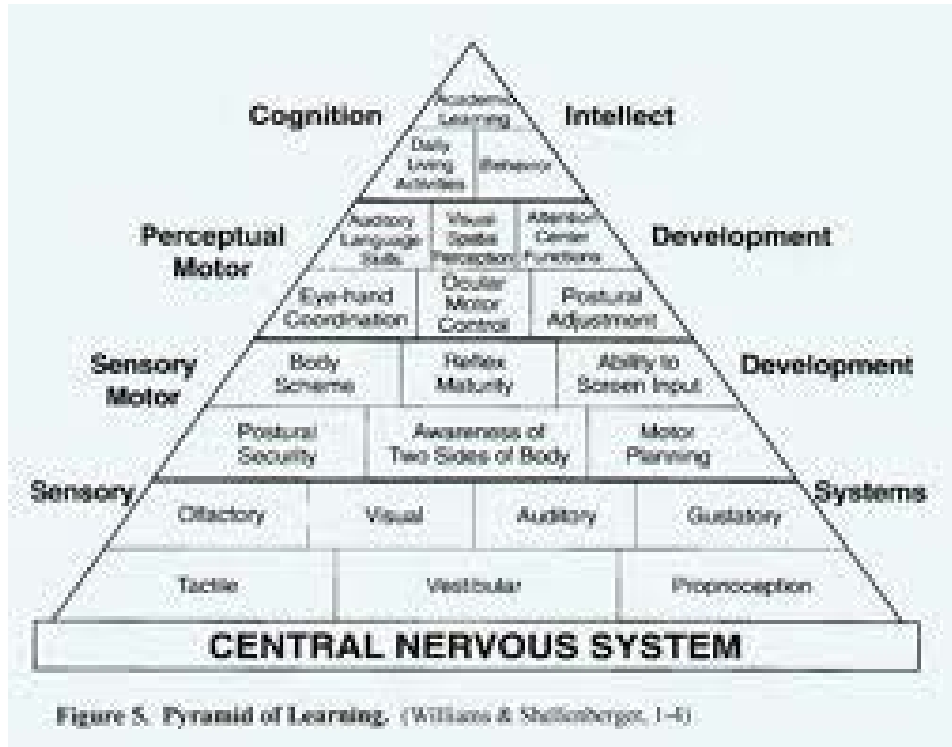 Cognition
Intellect
Academic
Learning
Daily
Living
Activities
Behavior
Perceptual
Motor
Development
Auditory
Language
Skills
Visual
Spatial
Perception
Attention
Center
Functions
Eye-hand
Coordination
Ocular
Motor
Control
Postural
Adjustment
Sensory
Motor
Development
Body
Scheme
Reflex
Maturity
Ability to
Screen Input
Postural
Security
Awareness of
Two Sides of Body
Motor
Planning
Sensory
Systems
Olfactory
Visual
Auditory
Gustatory
Tactile
Vestibular
Proprioception
CENTRAL NERVOUS SYSTEM
Figure 5. Pyramid of Learning. (Williams & Shellenberger, 1-4)